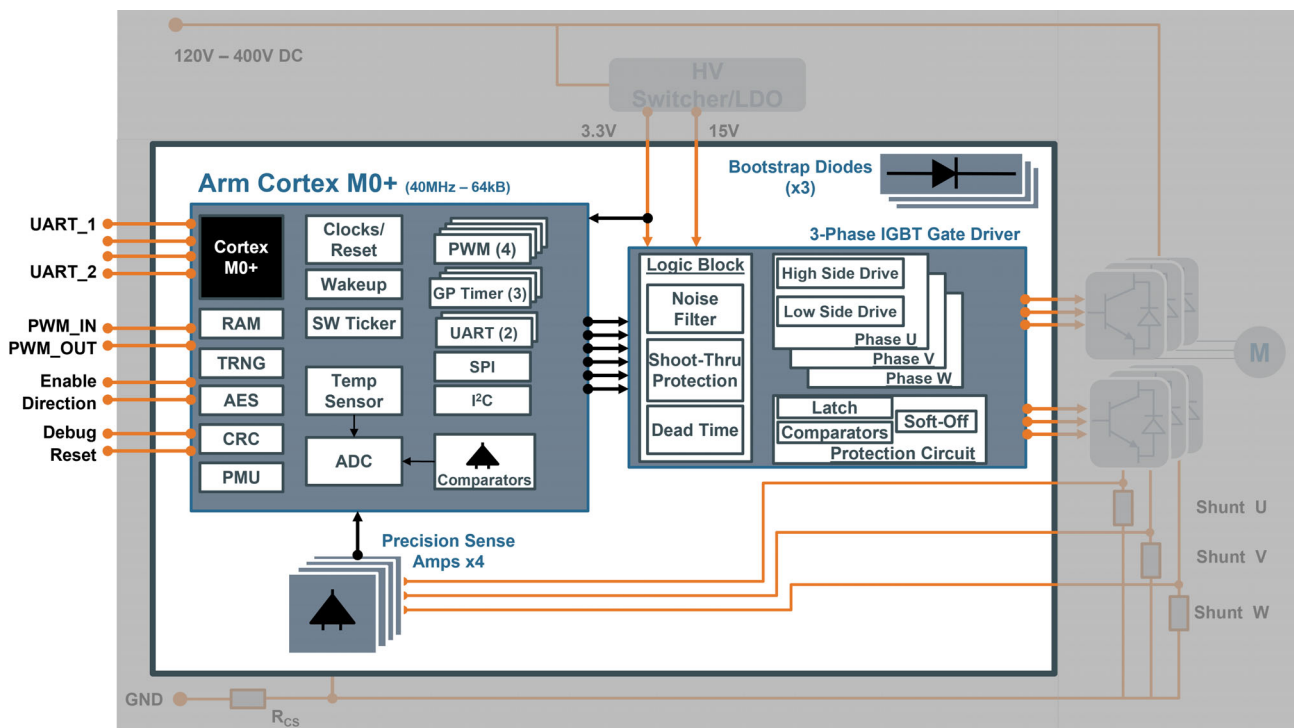 120V – 400V DC
HV
Switcher/LDO
3.3V
15V
Bootstrap Diodes
(x3)
Arm Cortex M0+ (40MHz – 64kB)
3-Phase IGBT Gate Driver
UART_1
UART_2
PWM_IN
PWM_OUT
Enable
Direction
Debug
Reset
Cortex
M0+
RAM
TRNG
AES
CRC
PMU
Clocks/
Reset
Wakeup
SW Ticker
Temp
Sensor
ADC
PWM (4)
GP Timer (3)
UART (2)
SPI
I²C
Comparators
Logic Block
Noise
Filter
Shoot-Thru
Protection
Dead Time
High Side Drive
Low Side Drive
Phase U
Phase V
Phase W
Latch
Comparators
Soft-Off
Protection Circuit
M
Precision Sense
Amps x4
Shunt U
Shunt V
Shunt W
GND
RCS